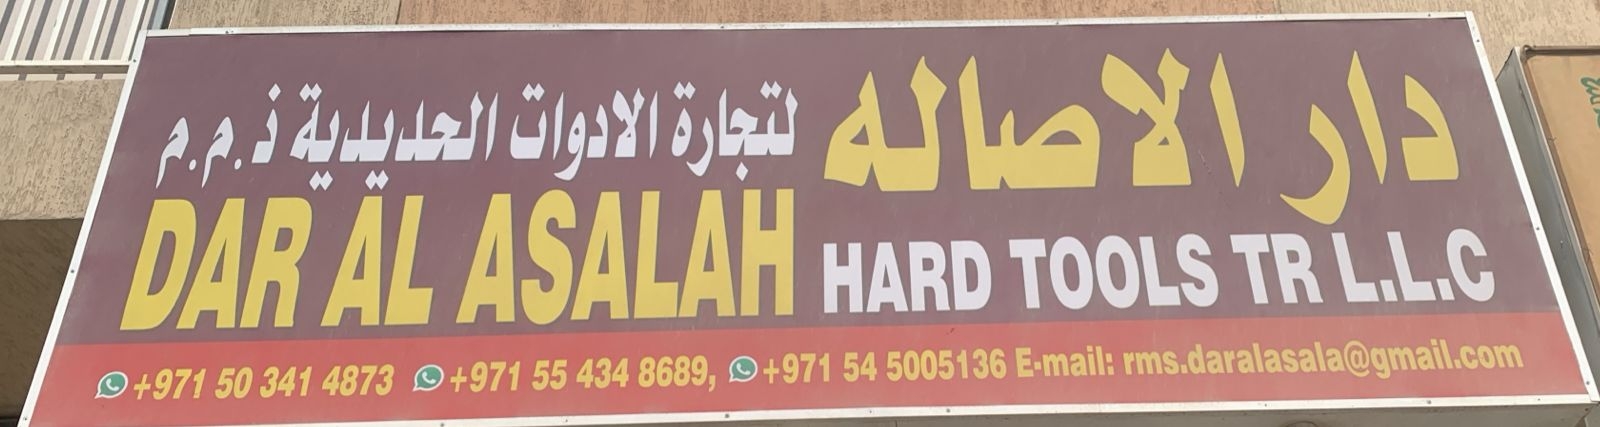 دار الاصاله لتجارة الادوات الحديدية ذ.م.م
DAR AL ASALAH HARD TOOLS TR L.L.C
+971 50 341 4873 +971 55 434 8689, +971 54 5005136 E-mail: rms.daralasala@gmail.com